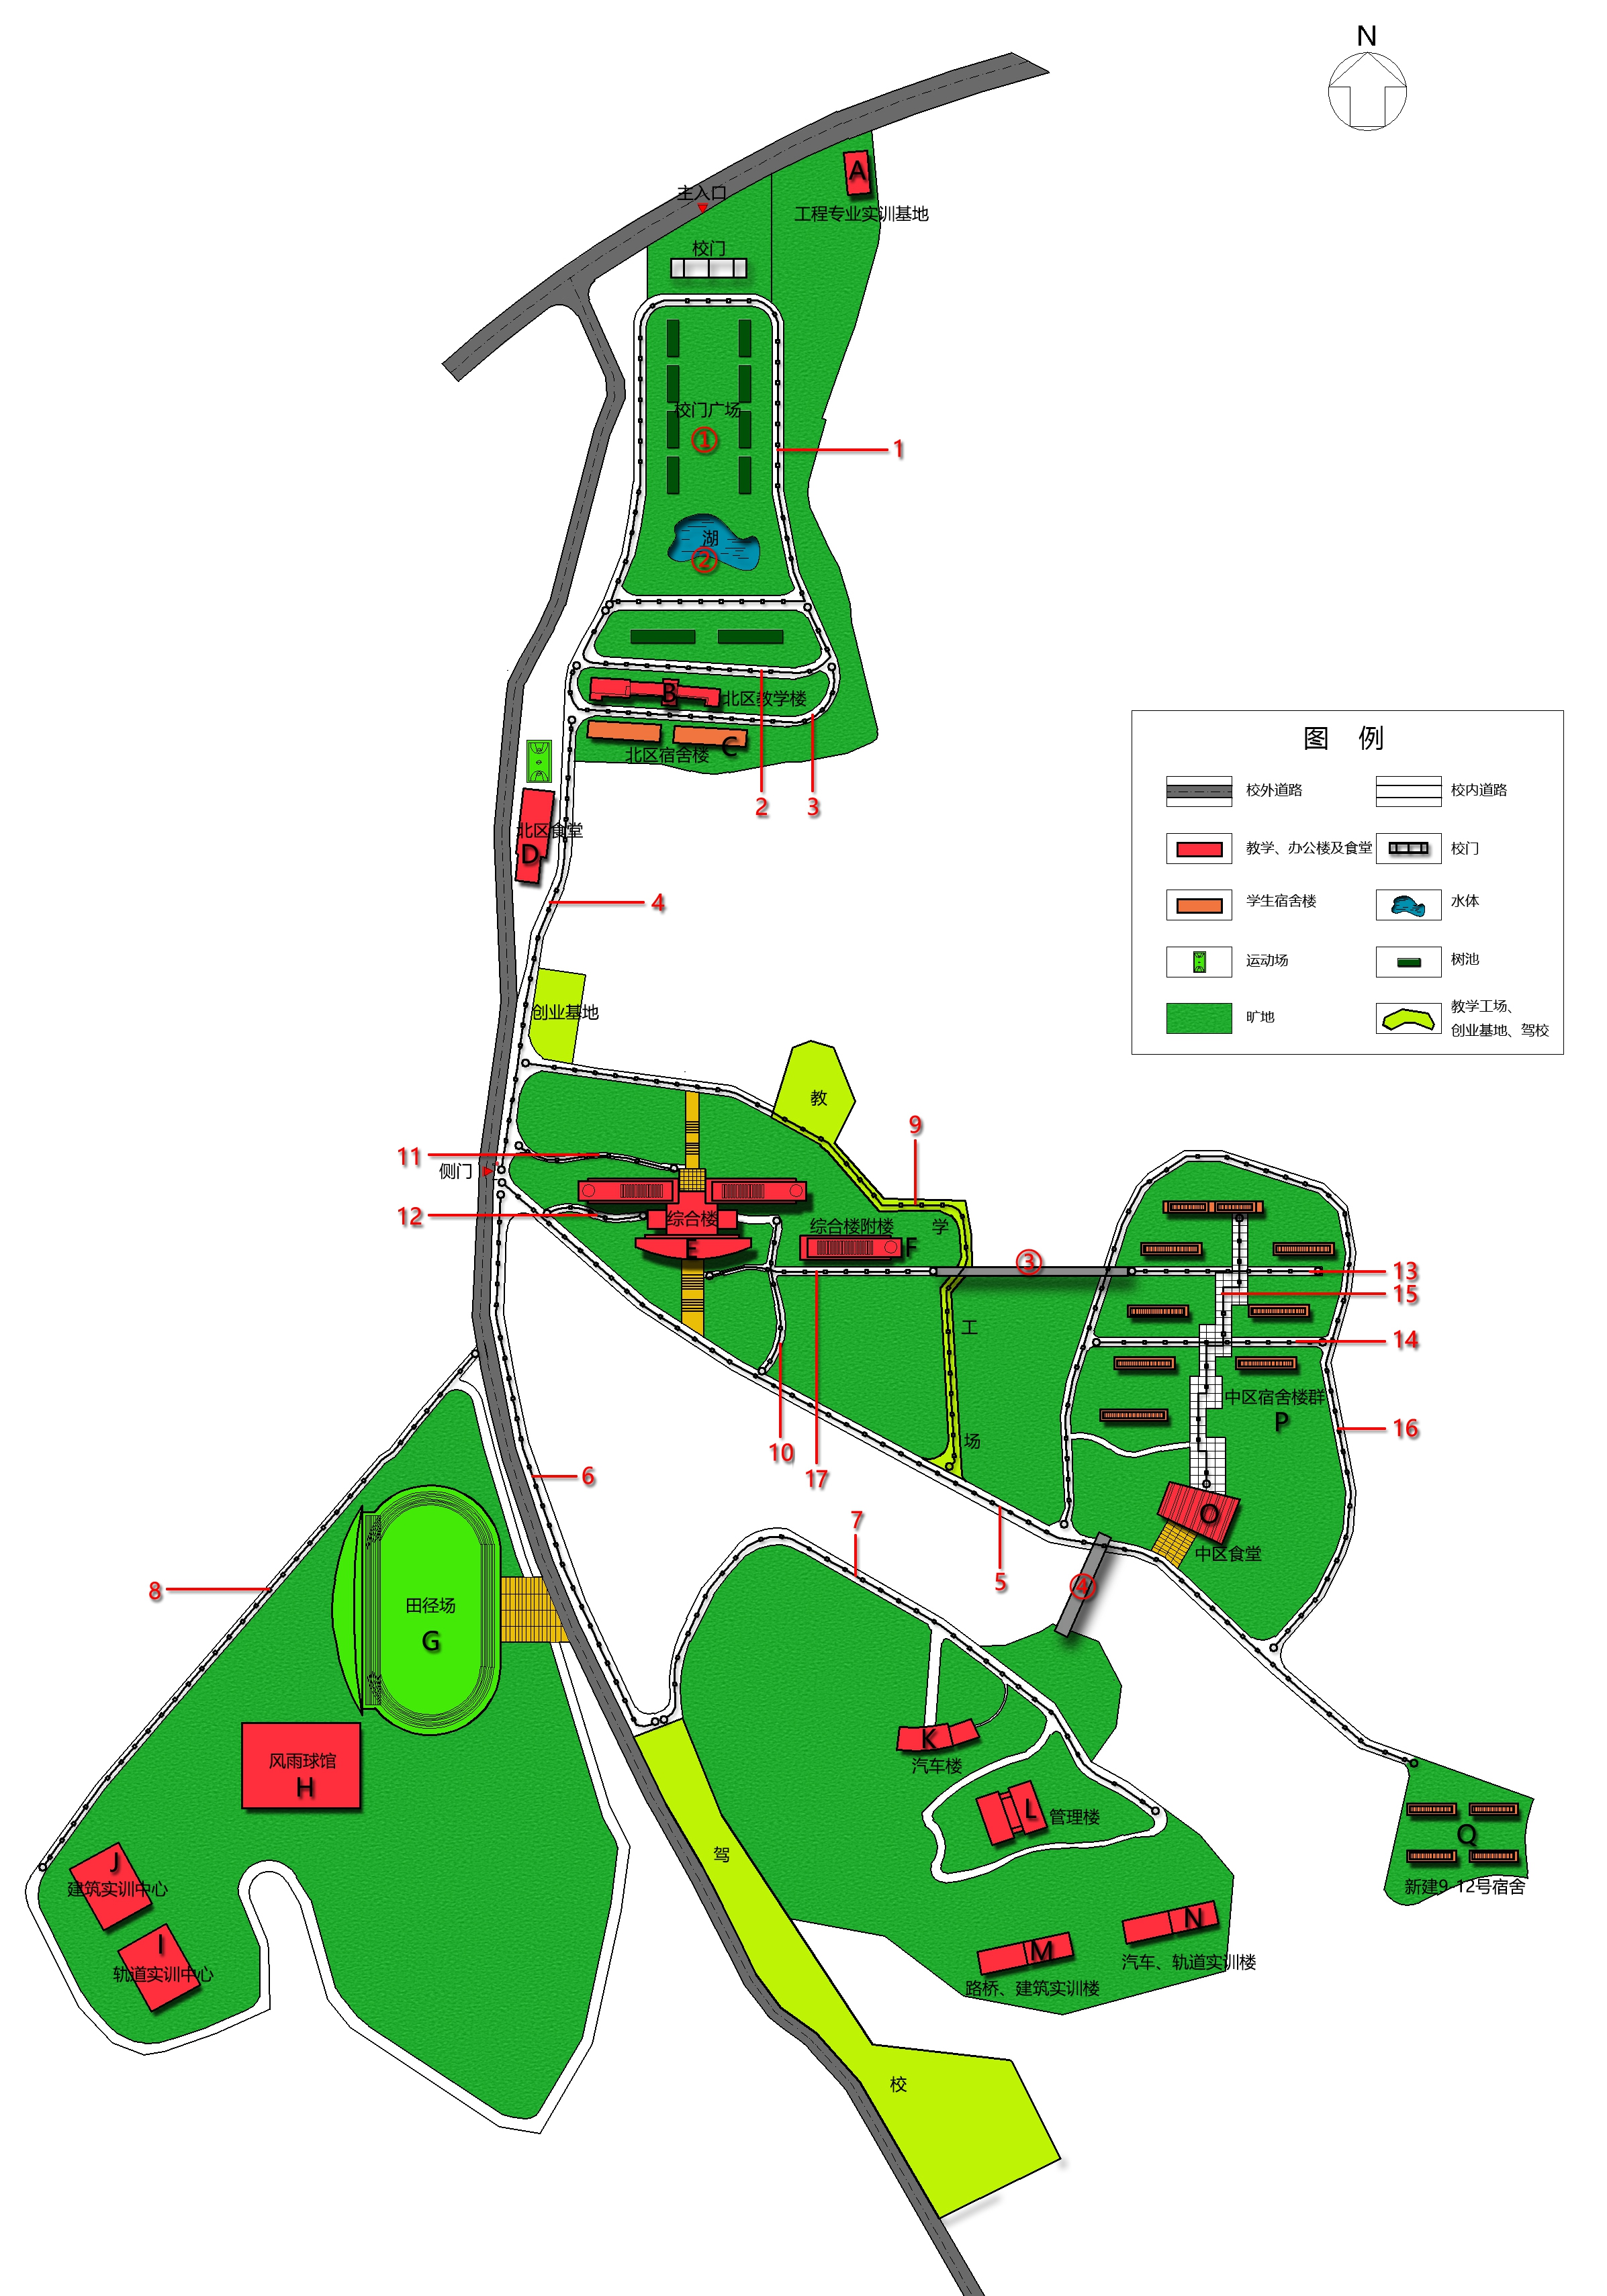 N
主入口
A
工程专业实训基地
校门
校门广场
①
1
湖
②
B
北区教学楼
C
北区宿舍楼
2
3
北区食堂
D
4
创业基地
图 例
校外道路
校内道路
教学、办公楼及食堂
校门
学生宿舍楼
水体
运动场
树池
旷地
教学工场、
创业基地、驾校
教
9
11
侧门
12
综合楼
E
综合楼附楼
F
学
③
13
15
14
工
中区宿舍楼群
P
16
场
10
17
6
7
5
O
中区食堂
④
8
田径场
G
风雨球馆
H
K
汽车楼
L
管理楼
Q
新建9-12号宿舍
驾
J
建筑实训中心
I
轨道实训中心
N
汽车、轨道实训楼
M
路桥、建筑实训楼
校